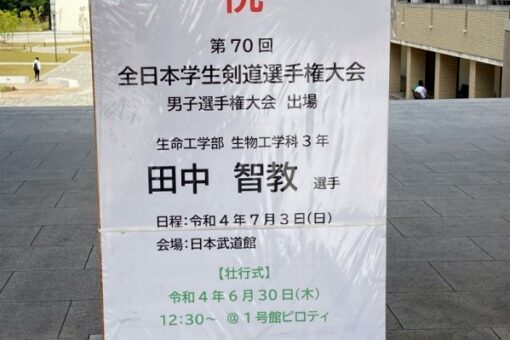 祝
第70回
全日本学生剣道選手権大会
男子選手権大会 出場
生命工学部 生物工学科3年
田中 智教 選手
日程:令和4年7月3日(日)
会場:日本武道館
【壮行式】
令和4年6月30日(木)
12:30~ @1号館ピロティ